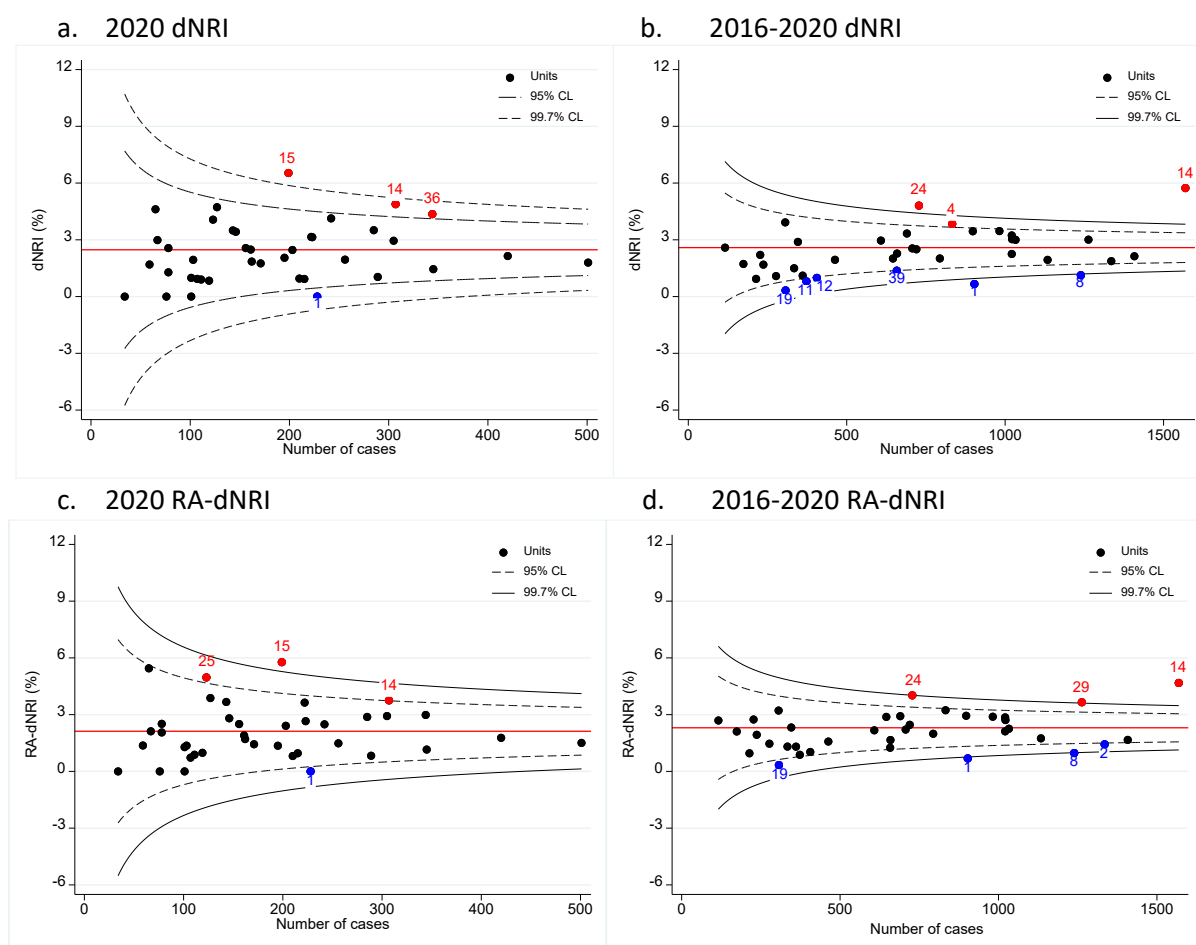 a. 2020 dNRI
12
9
6
3
0
-3
-6
dNRI (%)
0 100 200 300 400 500
Number of cases
Units
95% CL
99.7% CL
15
14
36
1
b. 2016-2020 dNRI
12
9
6
3
0
-3
-6
dNRI (%)
0 500 1000 1500
Number of cases
Units
95% CL
99.7% CL
14
24
4
39
19
11
12
1
8
c. 2020 RA-dNRI
12
9
6
3
0
-3
-6
RA-dNRI (%)
0 100 200 300 400 500
Number of cases
Units
95% CL
99.7% CL
25
15
14
1
d. 2016-2020 RA-dNRI
12
9
6
3
0
-3
-6
RA-dNRI (%)
0 500 1000 1500
Number of cases
Units
95% CL
99.7% CL
14
24
29
19
1
8
2